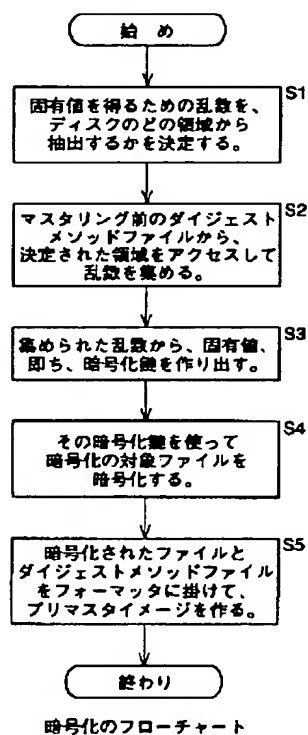 始め
S1
固有値を得るための乱数を、
ディスクのどの領域から
抽出するかを決定する。
S2
マスタリング前のダイジェスト
メソッドファイルから、
決定された領域をアクセスして
乱数を集める。
S3
集められた乱数から、固有値、
即ち、暗号化鍵を作り出す。
S4
その暗号化鍵を使って
暗号化の対象ファイルを
暗号化する。
S5
暗号化されたファイルと
ダイジェストメソッドファイル
をフォーマッタに掛けて、
プリマスタイメージを作る。
終わり
暗号化のフローチャート